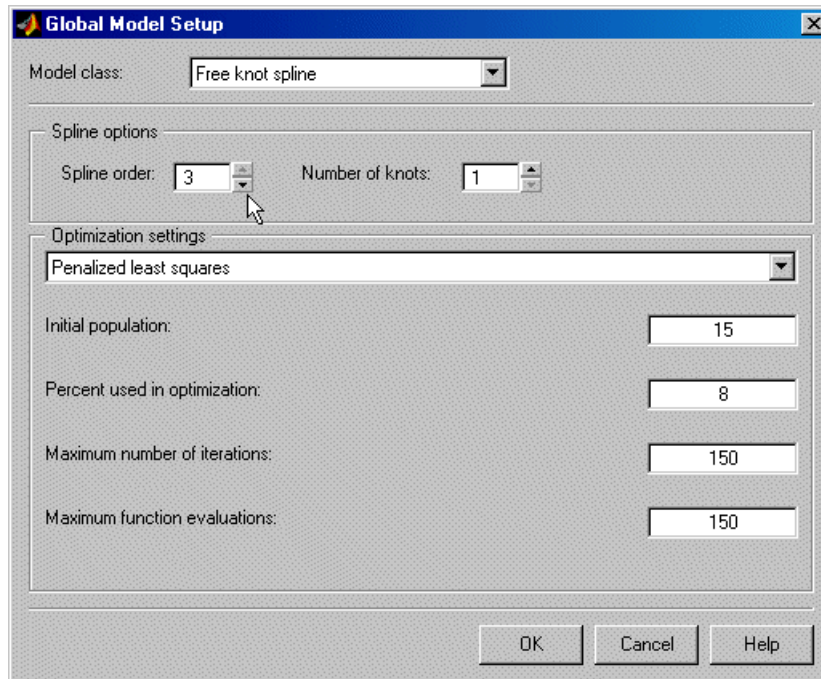 Global Model Setup
Model class: Free knot spline
Spline options
Spline order: 3 Number of knots: 1
Optimization settings
Penalized least squares
Initial population: 15
Percent used in optimization: 8
Maximum number of iterations: 150
Maximum function evaluations: 150
OK Cancel Help